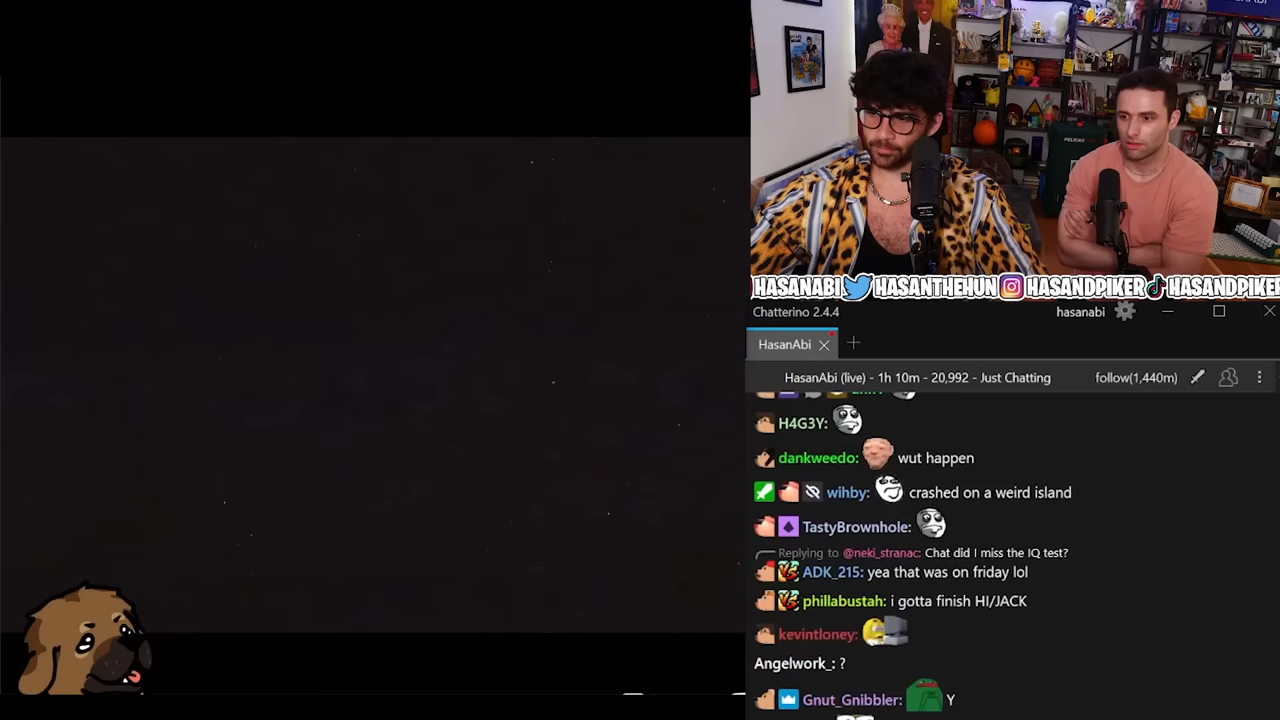 PELICAN
HASANABI HASANTHEHUN HASANDPIKER HASANDPIKER
Chatterino 2.4.4
hasanabi
HasanAbi
HasanAbi (live) - 1h 10m - 20,992 - Just Chatting
follow(1,440m)
H4G3Y:
dankweedo: wut happen
wihby: crashed on a weird island
TastyBrownhole:
Replying to @neki_stranac: Chat did I miss the IQ test?
ADK_215: yea that was on friday lol
phillabustah: i gotta finish HI/JACK
kevintloney:
Angelwork_: ?
Gnut_Gnibbler: Y